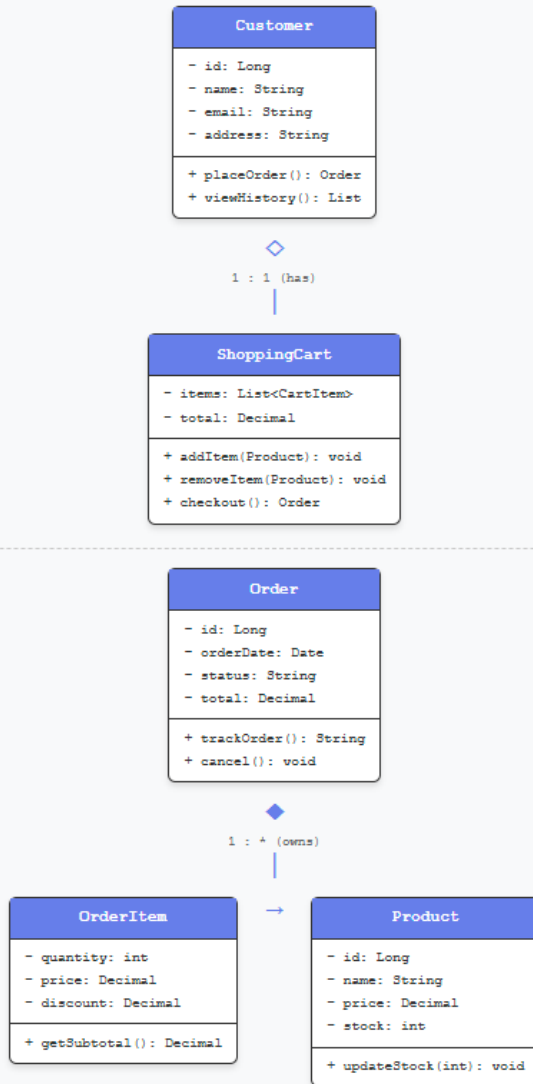 Customer
- id: Long
- name: String
- email: String
- address: String
+ placeOrder(): Order
+ viewHistory(): List
1 : 1 (has)
ShoppingCart
- items: List<CartItem>
- total: Decimal
+ addItem(Product): void
+ removeItem(Product): void
+ checkout(): Order
Order
- id: Long
- orderDate: Date
- status: String
- total: Decimal
+ trackOrder(): String
+ cancel(): void
1 : * (owns)
OrderItem
- quantity: int
- price: Decimal
- discount: Decimal
+ getSubtotal(): Decimal
→
Product
- id: Long
- name: String
- price: Decimal
- stock: int
+ updateStock(int): void